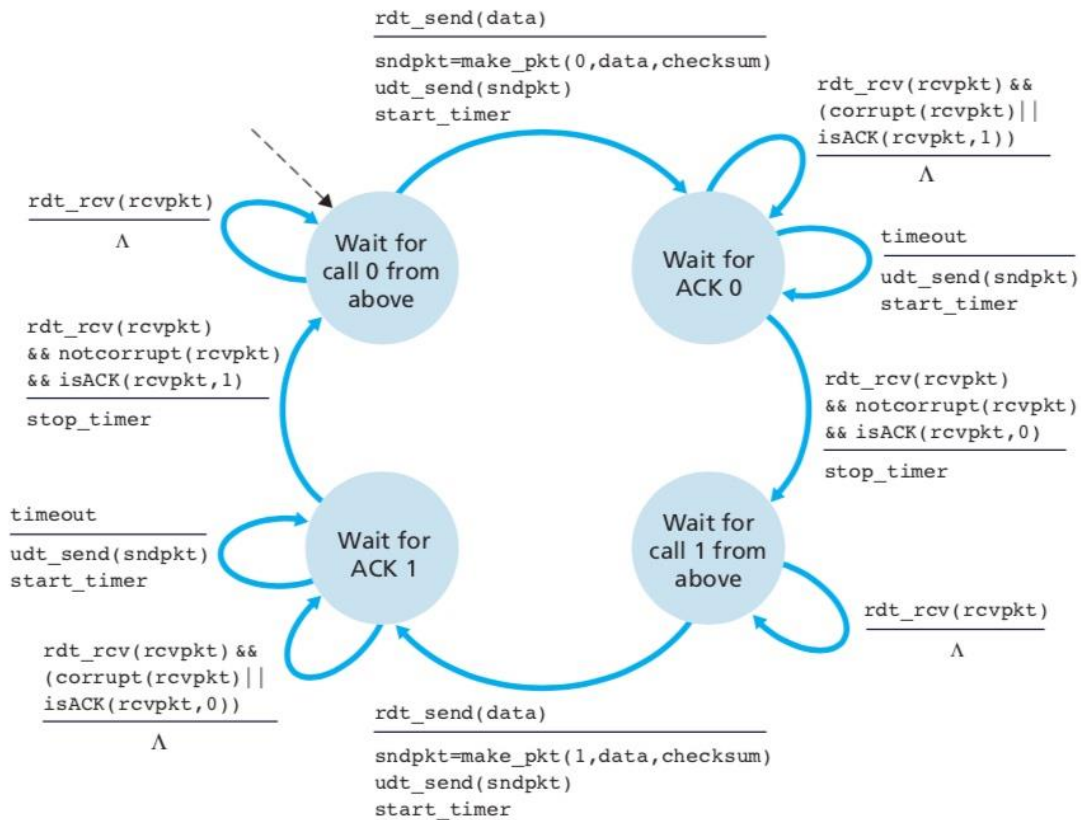 rdt_send(data)
sndpkt=make_pkt(0,data,checksum)
udt_send(sndpkt)
start_timer
rdt_rcv(rcvpkt) &&
(corrupt(rcvpkt)||
isACK(rcvpkt,1))
Λ
rdt_rcv(rcvpkt)
Λ
Wait for
call 0 from
above
Wait for
ACK 0
timeout
udt_send(sndpkt)
start_timer
rdt_rcv(rcvpkt)
&& notcorrupt(rcvpkt)
&& isACK(rcvpkt,1)
stop_timer
rdt_rcv(rcvpkt)
&& notcorrupt(rcvpkt)
&& isACK(rcvpkt,0)
stop_timer
timeout
udt_send(sndpkt)
start_timer
Wait for
ACK 1
Wait for
call 1 from
above
rdt_rcv(rcvpkt)
Λ
rdt_rcv(rcvpkt) &&
(corrupt(rcvpkt)||
isACK(rcvpkt,0))
Λ
rdt_send(data)
sndpkt=make_pkt(1,data,checksum)
udt_send(sndpkt)
start_timer